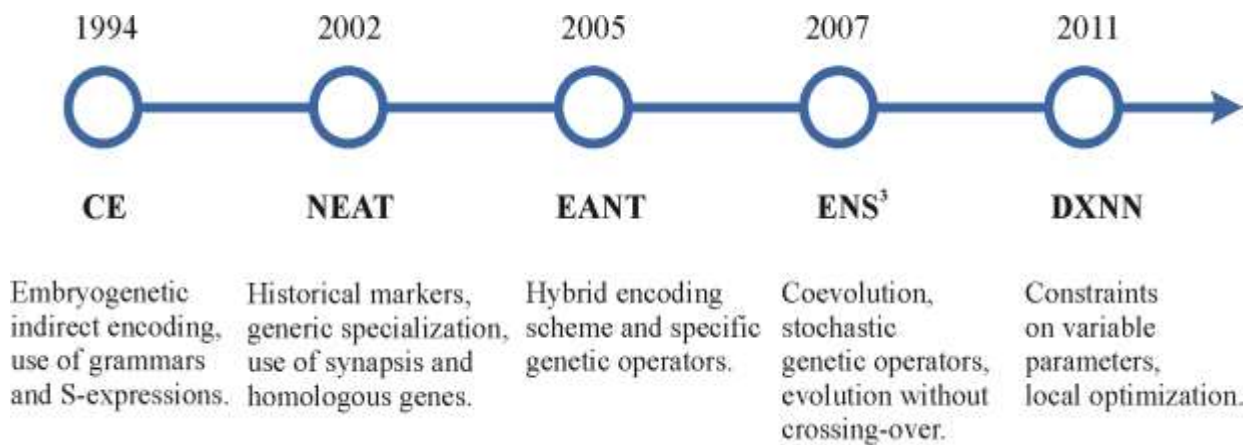 1994
2002
2005
2007
2011
CE
NEAT
EANT
ENS³
DXNN
Embryogenetic
indirect encoding,
use of grammars
and S-expressions.
Historical markers,
generic specialization,
use of synapsis and
homologous genes.
Hybrid encoding
scheme and specific
genetic operators.
Coevolution,
stochastic
genetic operators,
evolution without
crossing-over.
Constraints
on variable
parameters,
local optimization.